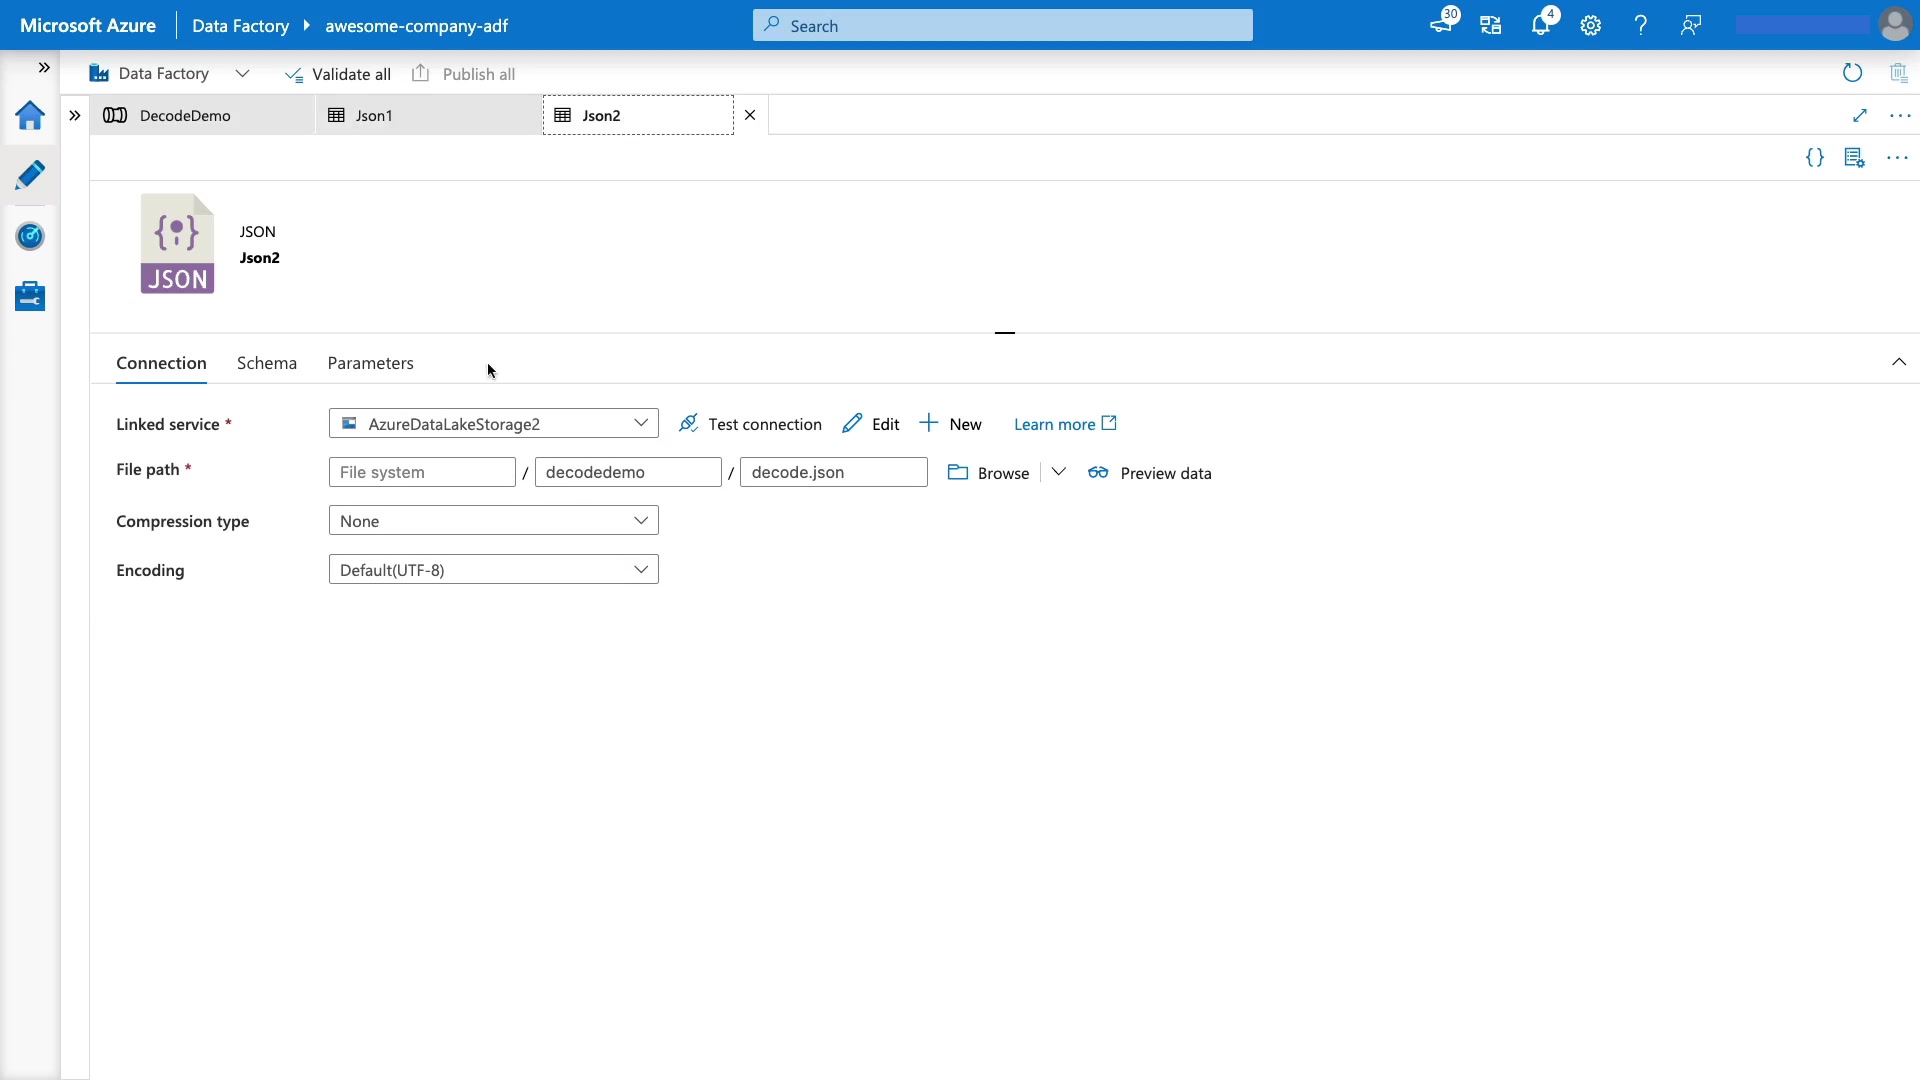 Microsoft Azure Data Factory awesome-company-adf Search 30 4
Data Factory Validate all Publish all
DecodeDemo Json1 Json2
JSON
JSON
Json2
Connection Schema Parameters
Linked service * AzureDataLakeStorage2 Test connection Edit New Learn more
File path * File system / decodedemo / decode.json Browse Preview data
Compression type None
Encoding Default(UTF-8)